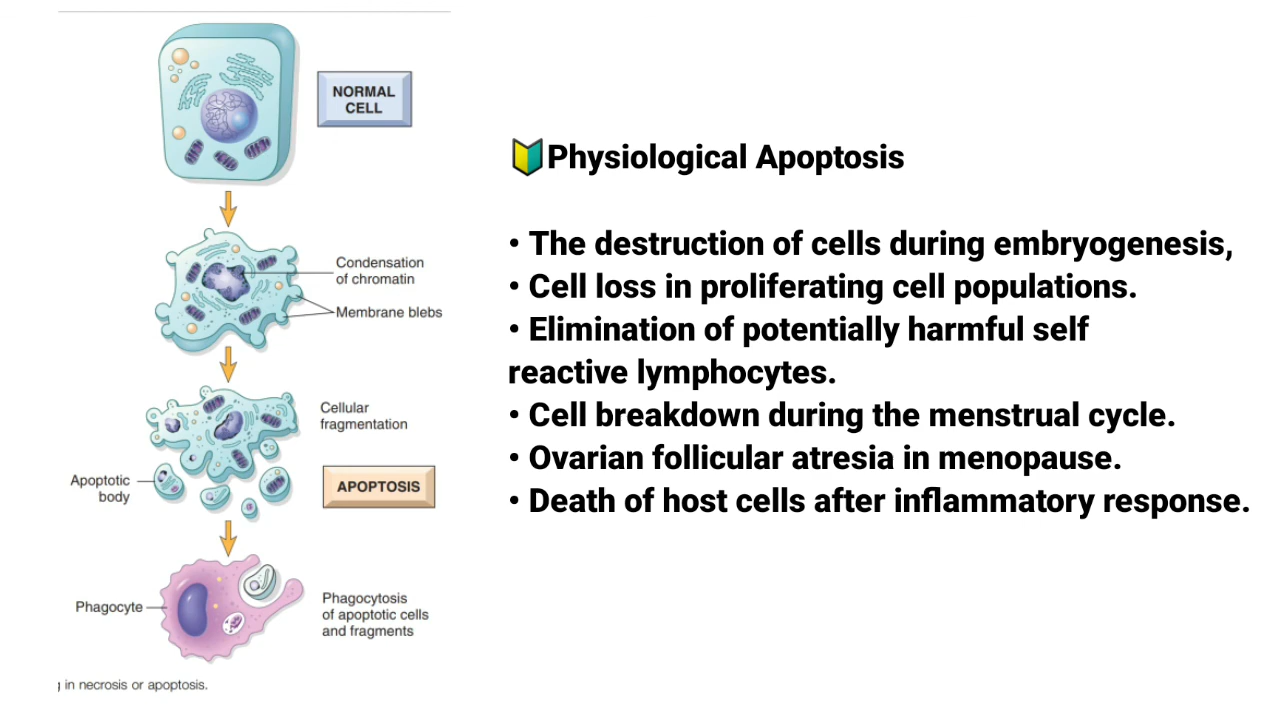 NORMAL
CELL
Condensation
of chromatin
Membrane blebs
Cellular
fragmentation
Apoptotic
body
APOPTOSIS
Phagocyte
Phagocytosis
of apoptotic cells
and fragments
in necrosis or apoptosis.
🔰Physiological Apoptosis
• The destruction of cells during embryogenesis,
• Cell loss in proliferating cell populations.
• Elimination of potentially harmful self
reactive lymphocytes.
• Cell breakdown during the menstrual cycle.
• Ovarian follicular atresia in menopause.
• Death of host cells after inflammatory response.